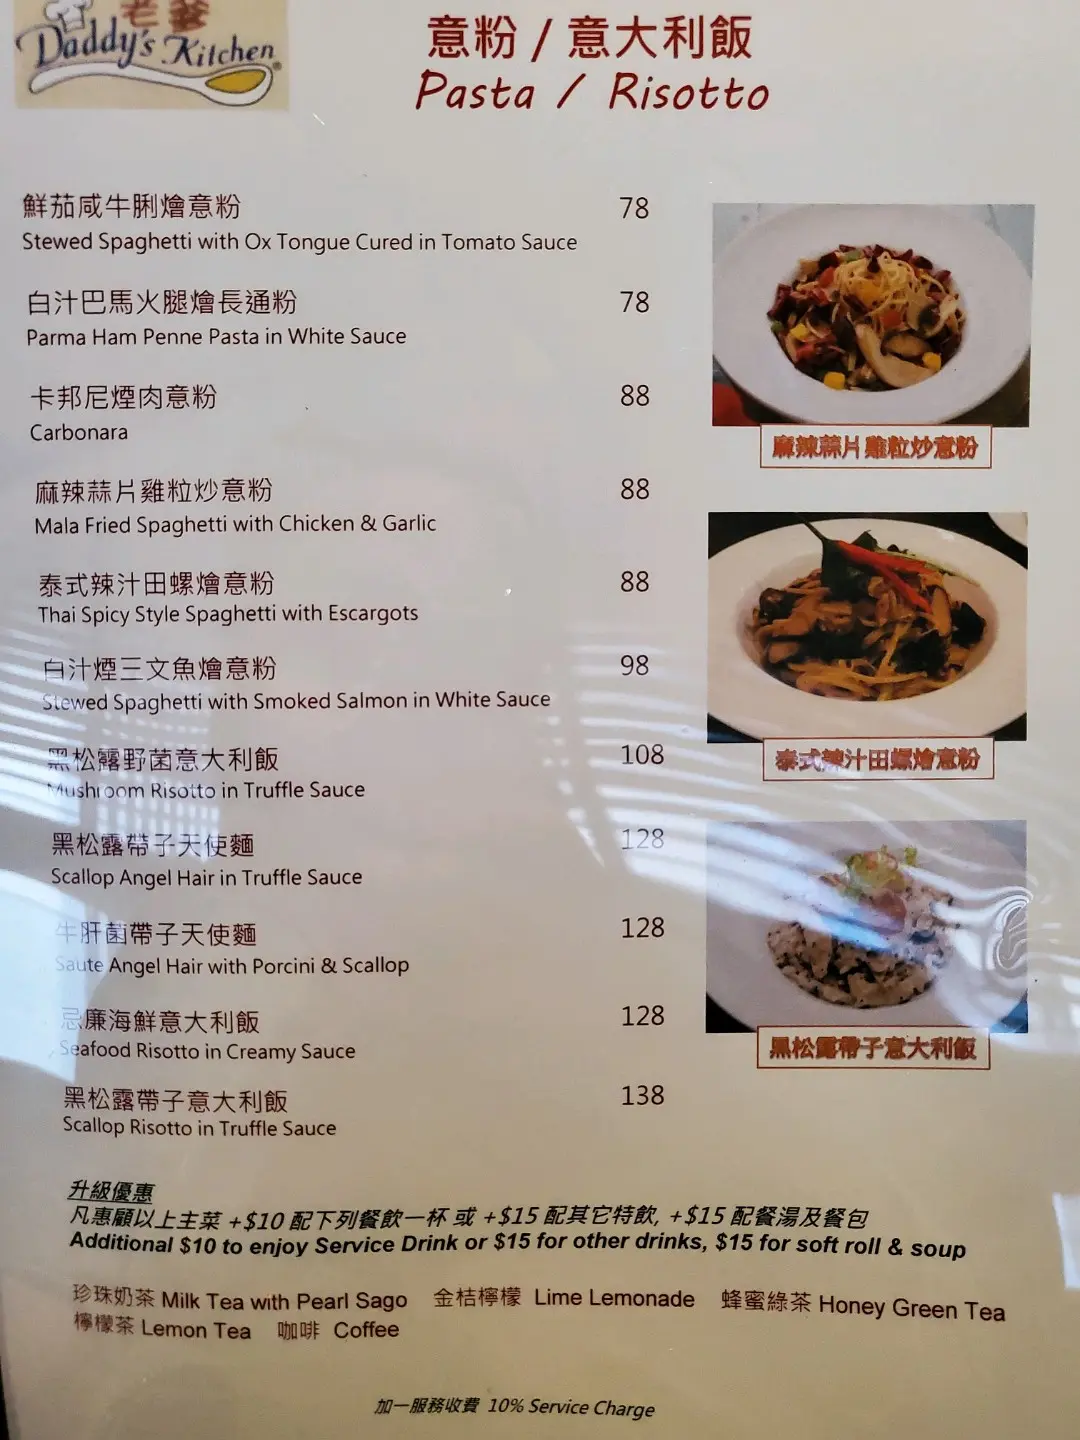 老爹
Daddy's Kitchen®
意粉 / 意大利飯
Pasta / Risotto
鮮茄咸牛脷燴意粉 78
Stewed Spaghetti with Ox Tongue Cured in Tomato Sauce
白汁巴馬火腿燴長通粉 78
Parma Ham Penne Pasta in White Sauce
卡邦尼煙肉意粉 88
Carbonara
麻辣蒜片雞粒炒意粉 88
Mala Fried Spaghetti with Chicken & Garlic
泰式辣汁田螺燴意粉 88
Thai Spicy Style Spaghetti with Escargots
白汁煙三文魚燴意粉 98
Stewed Spaghetti with Smoked Salmon in White Sauce
黑松露野菌意大利飯 108
Mushroom Risotto in Truffle Sauce
黑松露帶子天使麵 128
Scallop Angel Hair in Truffle Sauce
牛肝菌帶子天使麵 128
Saute Angel Hair with Porcini & Scallop
忌廉海鮮意大利飯 128
Seafood Risotto in Creamy Sauce
黑松露帶子意大利飯 138
Scallop Risotto in Truffle Sauce
麻辣蒜片雞粒炒意粉
泰式辣汁田螺燴意粉
黑松露帶子意大利飯
升級優惠
凡惠顧以上主菜 +$10 配下列餐飲一杯 或 +$15 配其它特飲, +$15 配餐湯及餐包
Additional $10 to enjoy Service Drink or $15 for other drinks, $15 for soft roll & soup
珍珠奶茶 Milk Tea with Pearl Sago 金桔檸檬 Lime Lemonade 蜂蜜綠茶 Honey Green Tea
檸檬茶 Lemon Tea 咖啡 Coffee
加一服務收費 10% Service Charge